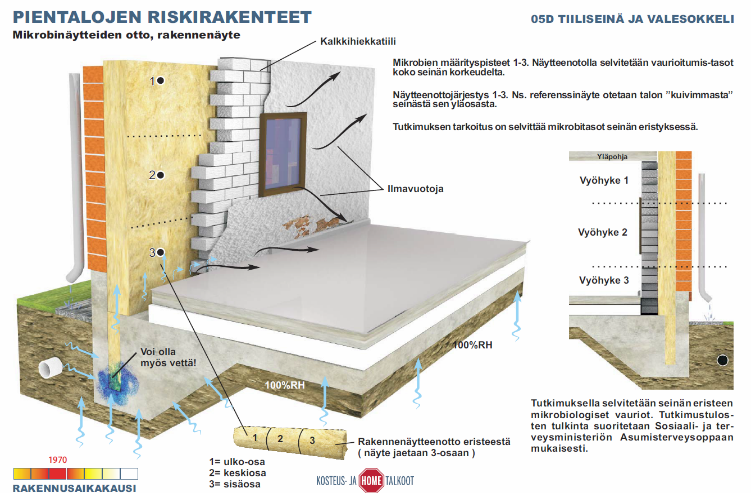 PIENTALOJEN RISKIRAKENTEET
05D TIILISEINÄ JA VALESOKKELI
Mikrobinäytteiden otto, rakennenäyte
Kalkkihiekkatiili
Mikrobien määrityspisteet 1-3. Näytteenotolla selvitetään vaurioitumis-tasot
koko seinän korkeudelta.
Näytteenottojärjestys 1-3. Ns. referenssinäyte otetaan talon "kuivimmasta"
seinästä sen yläosasta.
Tutkimuksen tarkoitus on selvittää mikrobitasot seinän eristyksessä.
1
2
3
Ilmavuotoja
Yläpohja
Vyöhyke 1
Vyöhyke 2
Vyöhyke 3
Voi olla
myös vettä!
100%RH
100%RH
Tutkimuksella selvitetään seinän eristeen
mikrobiologiset vauriot. Tutkimustulos-
ten tulkinta suoritetaan Sosiaali- ja ter-
veysministeriön Asumisterveysoppaan
mukaisesti.
1 2 3
Rakennenäytteenotto eristeestä
( näyte jaetaan 3-osaan )
1= ulko-osa
2= keskiosa
3= sisäosa
1970
RAKENNUSAIKAKAUSI
KOSTEUS- JA HOME TALKOOT